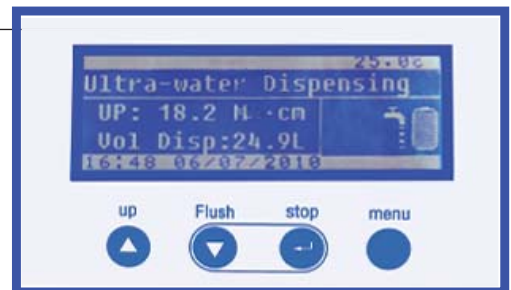 25.0c
Ultra-water Dispensing
UP: 18.2 M ·cm
Vol Disp:24.9L
16:48 06/07/2010
up Flush stop menu